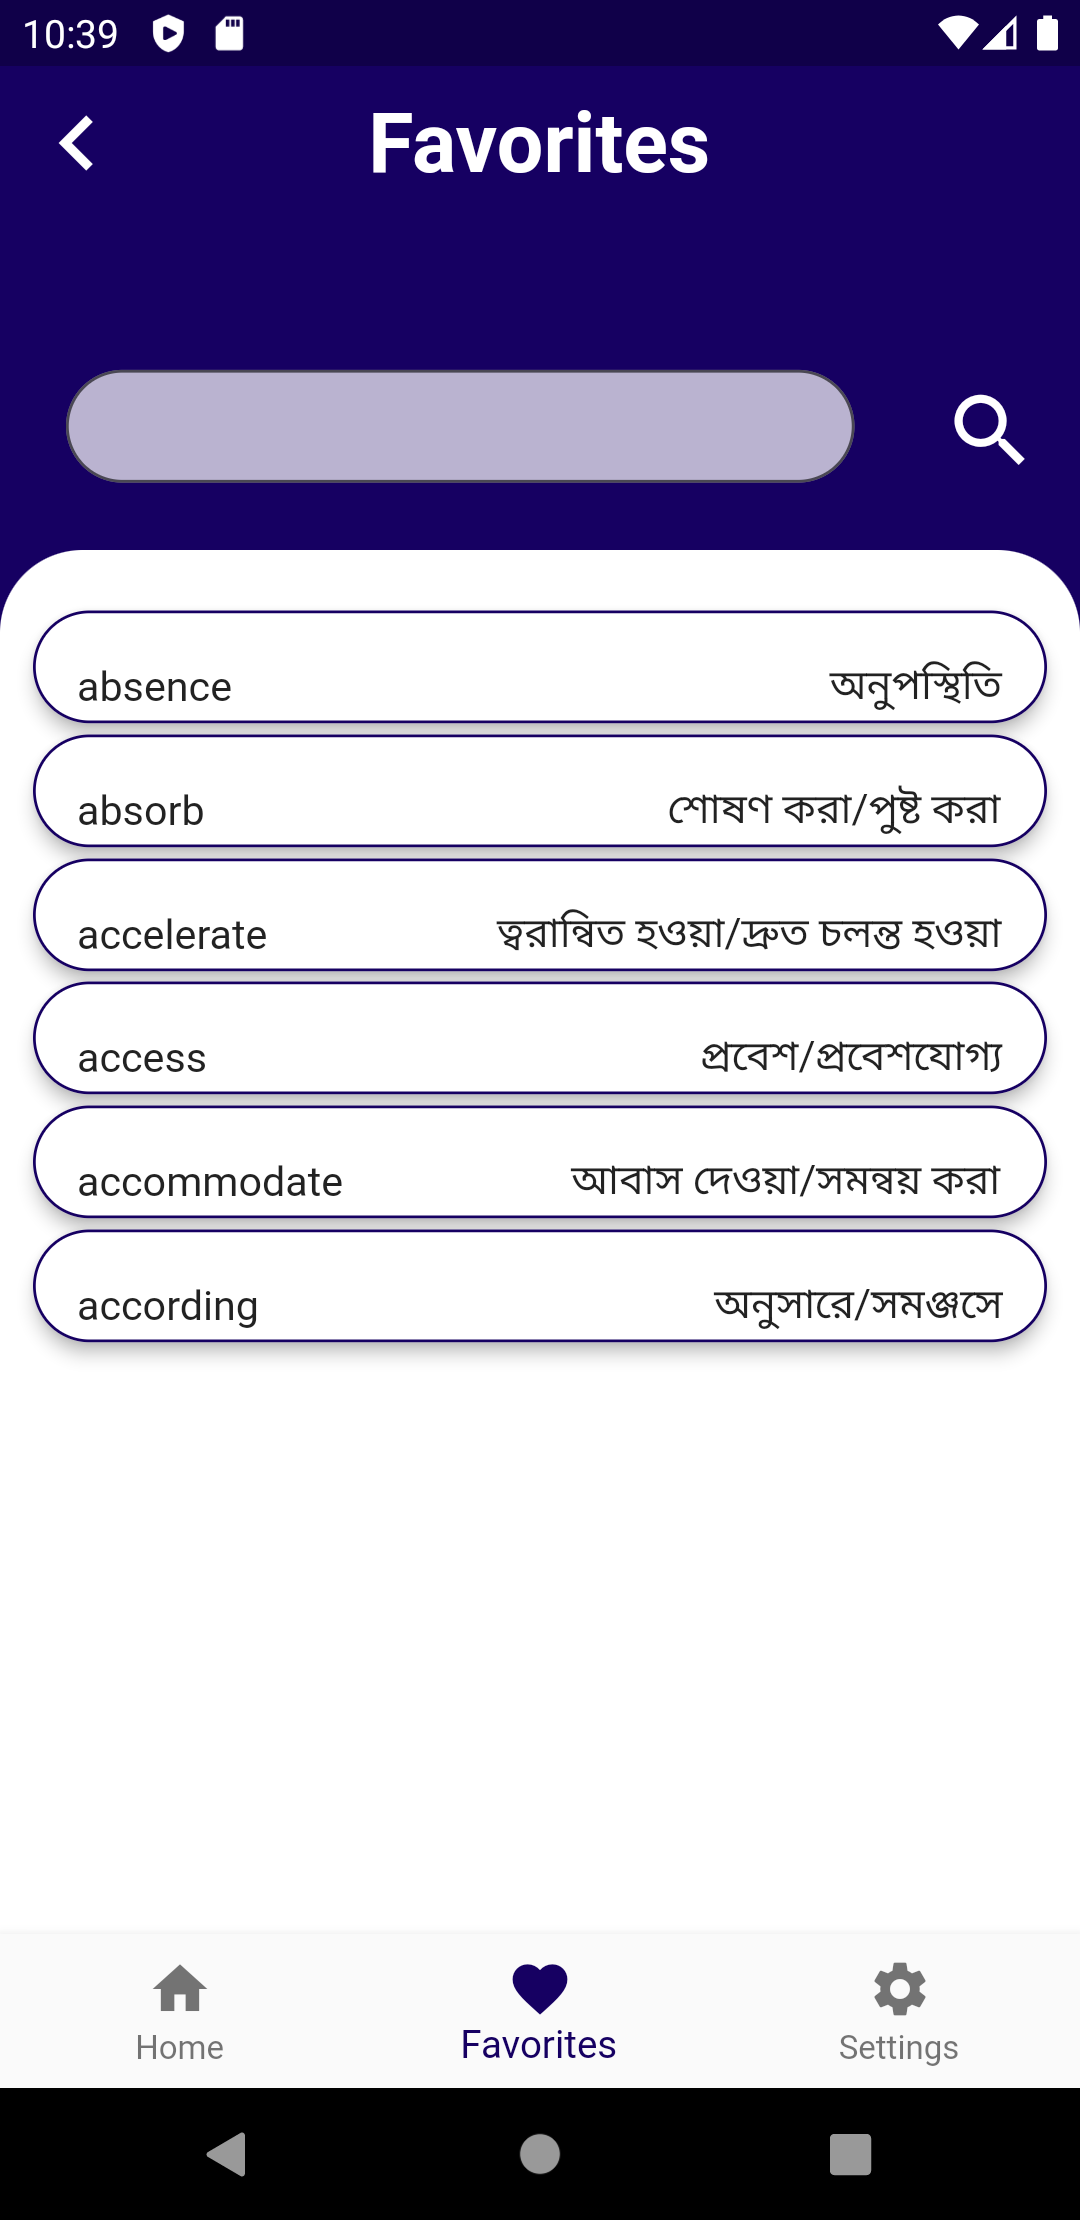 10:39
Favorites
absence অনুপস্থিতি
absorb শোষণ করা/পুষ্ট করা
accelerate ত্বরান্বিত হওয়া/দ্রুত চলন্ত হওয়া
access প্রবেশ/প্রবেশযোগ্য
accommodate আবাস দেওয়া/সমন্বয় করা
according অনুসারে/সমঞ্জসে
Home Favorites Settings